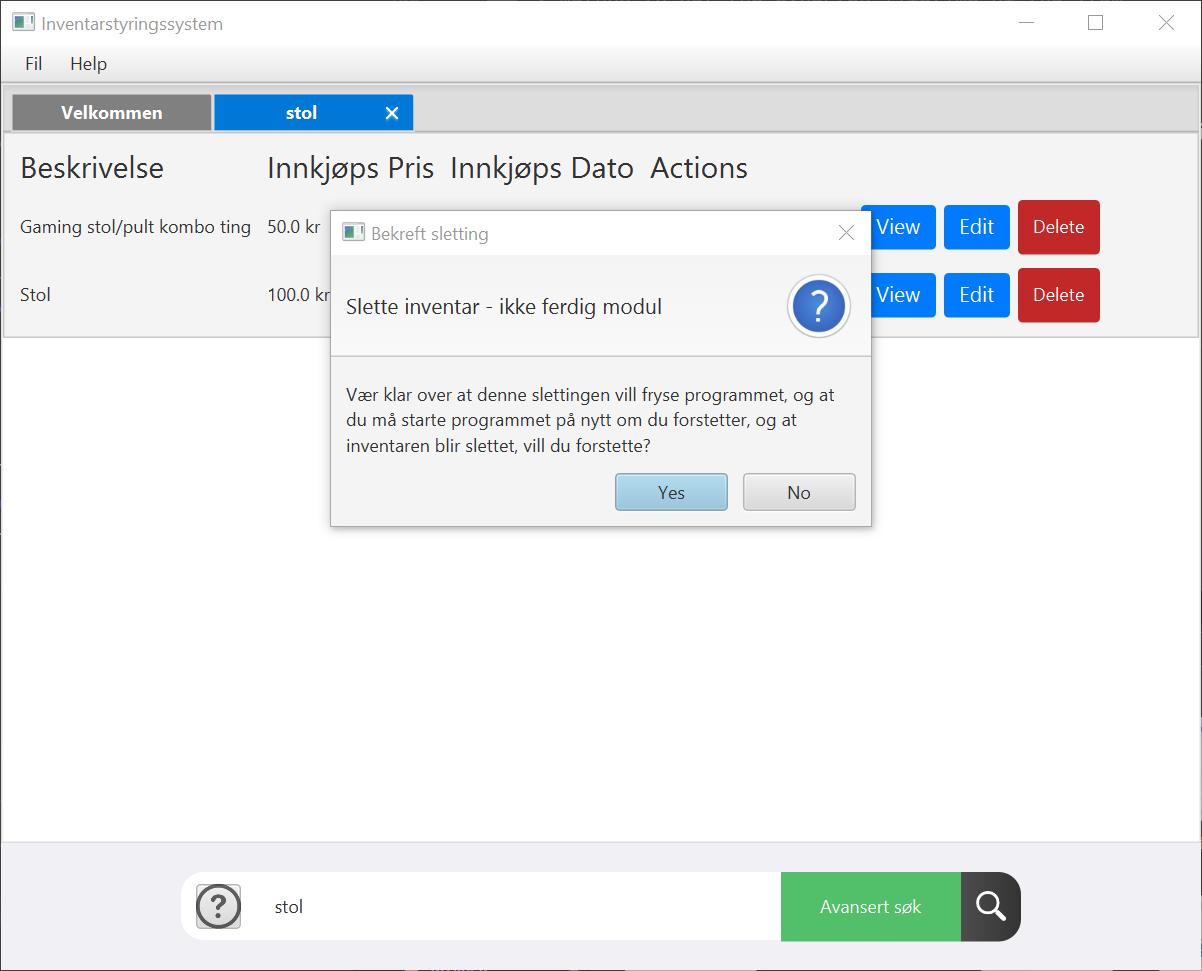 Inventarstyringssystem
Fil Help
Velkommen stol
Beskrivelse Innkjøps Pris Innkjøps Dato Actions
Gaming stol/pult kombo ting 50.0 kr View Edit Delete
Stol 100.0 kr View Edit Delete
Bekreft sletting
Slette inventar - ikke ferdig modul
?
Vær klar over at denne slettingen vill fryse programmet, og at
du må starte programmet på nytt om du forstetter, og at
inventaren blir slettet, vill du forstette?
Yes No
? stol Avansert søk